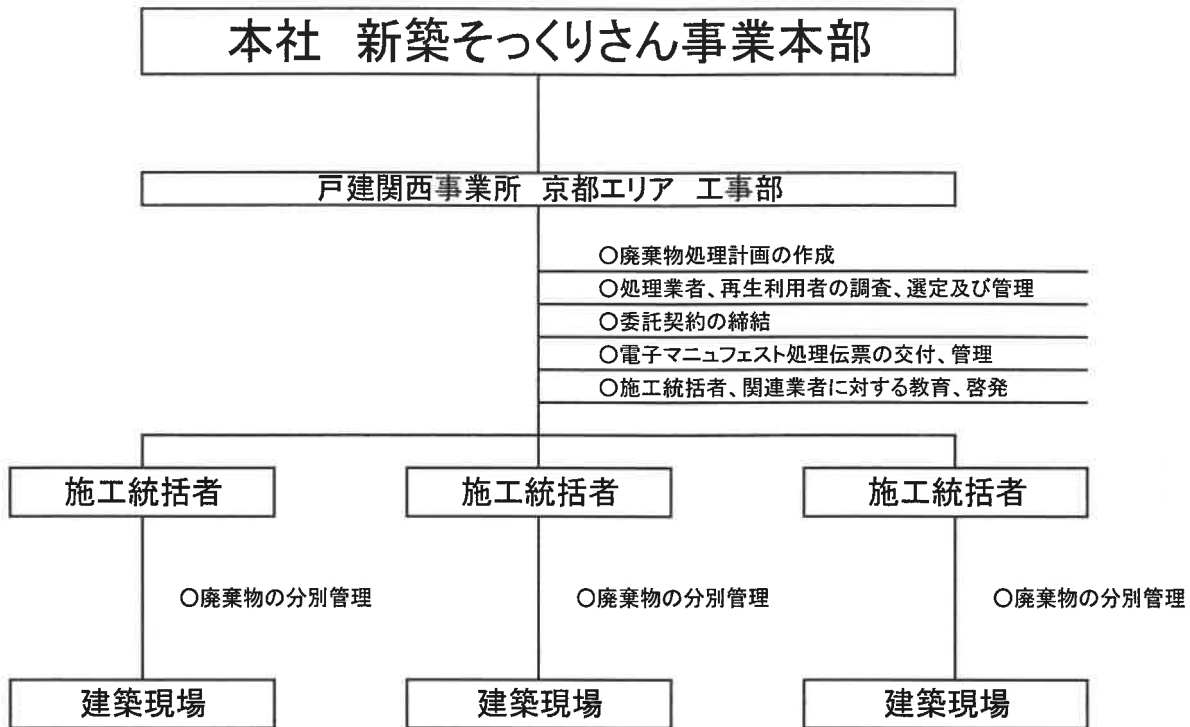 本社 新築そっくりさん事業本部
戸建関西事業所 京都エリア 工事部
○廃棄物処理計画の作成
○処理業者、再生利用者の調査、選定及び管理
○委託契約の締結
○電子マニュフェスト処理伝票の交付、管理
○施工統括者、関連業者に対する教育、啓発
施工統括者 施工統括者 施工統括者
○廃棄物の分別管理 ○廃棄物の分別管理 ○廃棄物の分別管理
建築現場 建築現場 建築現場